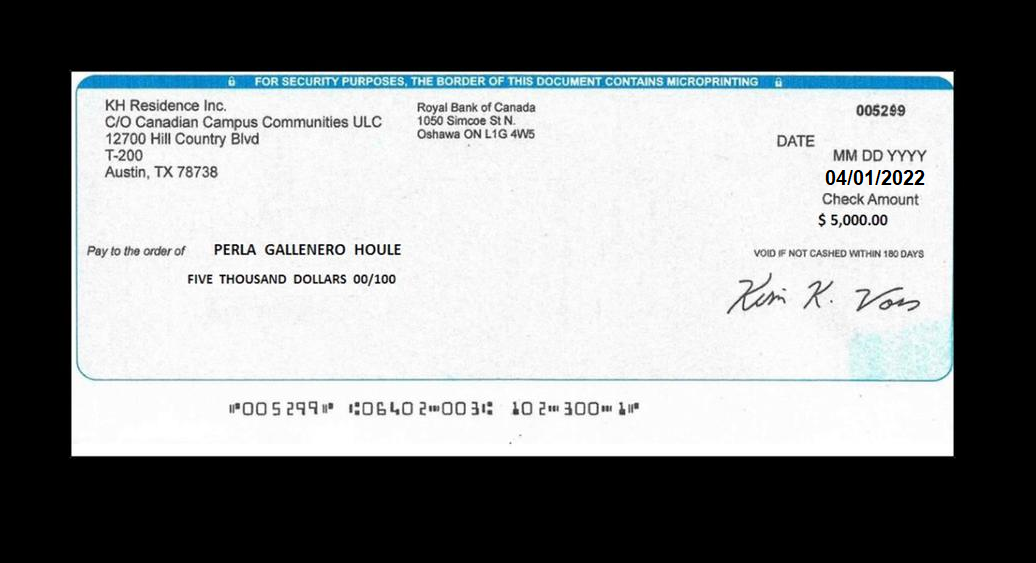 FOR SECURITY PURPOSES, THE BORDER OF THIS DOCUMENT CONTAINS MICROPRINTING
KH Residence Inc.
C/O Canadian Campus Communities ULC
12700 Hill Country Blvd
T-200
Austin, TX 78738
Royal Bank of Canada
1050 Simcoe St N.
Oshawa ON L1G 4W5
005299
DATE
MM DD YYYY
04/01/2022
Check Amount
$ 5,000.00
Pay to the order of PERLA GALLENERO HOULE
VOID IF NOT CASHED WITHIN 180 DAYS
FIVE THOUSAND DOLLARS 00/100
Kim K. Voss
⑈005299⑈ ⑆06402⑉003⑆ 102⑉300⑉1⑈